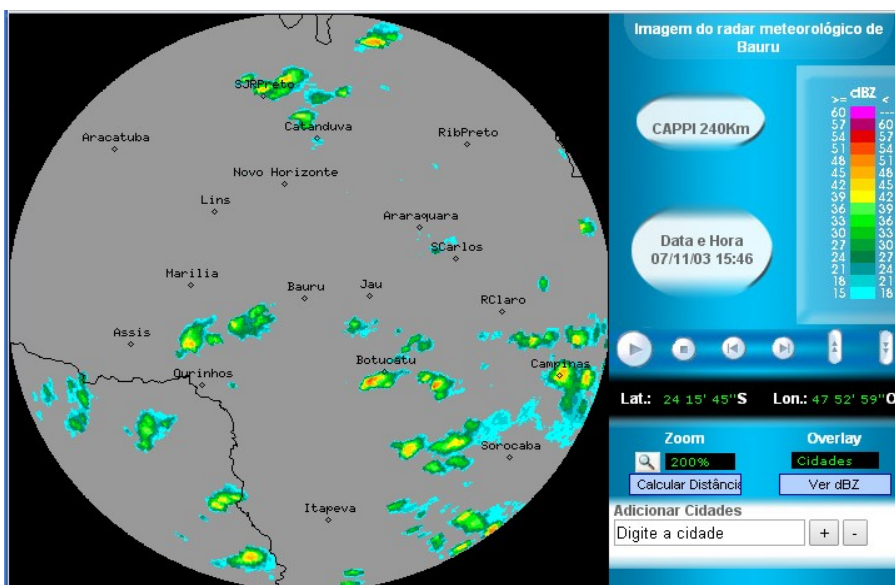 SJRPreto
Catanduva
Aracatuba
RibPreto
Novo Horizonte
Lins
Araraquara
SCarlos
Marilia
Bauru
Jau
RClaro
Assis
Botucatu
Campinas
Ourinhos
Sorocaba
Itapeva
Imagem do radar meteorológico de
Bauru
CAPPI 240Km
Data e Hora
07/11/03 15:46
>= dBZ <
60 ---
57 60
54 57
51 54
48 51
45 48
42 45
39 42
36 39
33 36
30 33
27 30
24 27
21 24
18 21
15 18
Lat.: 24 15' 45"S Lon.: 47 52' 59"O
Zoom Overlay
200% Cidades
Calcular Distância Ver dBZ
Adicionar Cidades
Digite a cidade + -